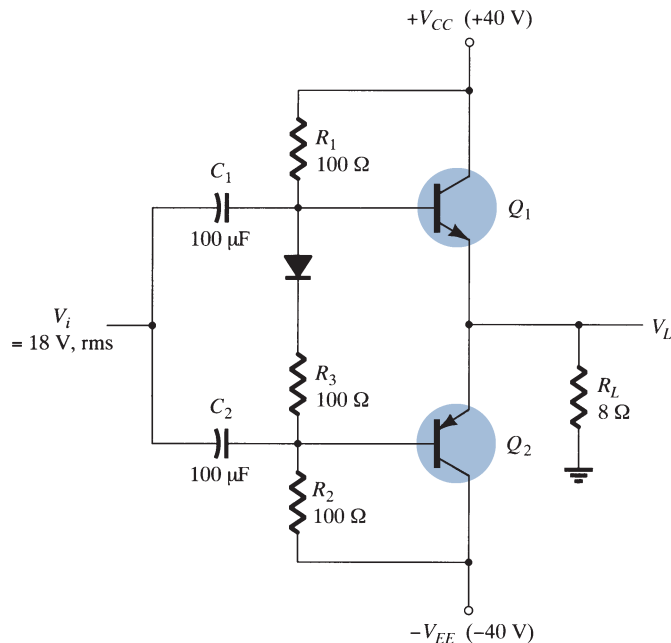 +V_CC (+40 V)
R_1
100 Ω
C_1
100 μF
Q_1
V_i
= 18 V, rms
V_L
R_3
100 Ω
R_L
8 Ω
C_2
100 μF
Q_2
R_2
100 Ω
−V_EE (−40 V)